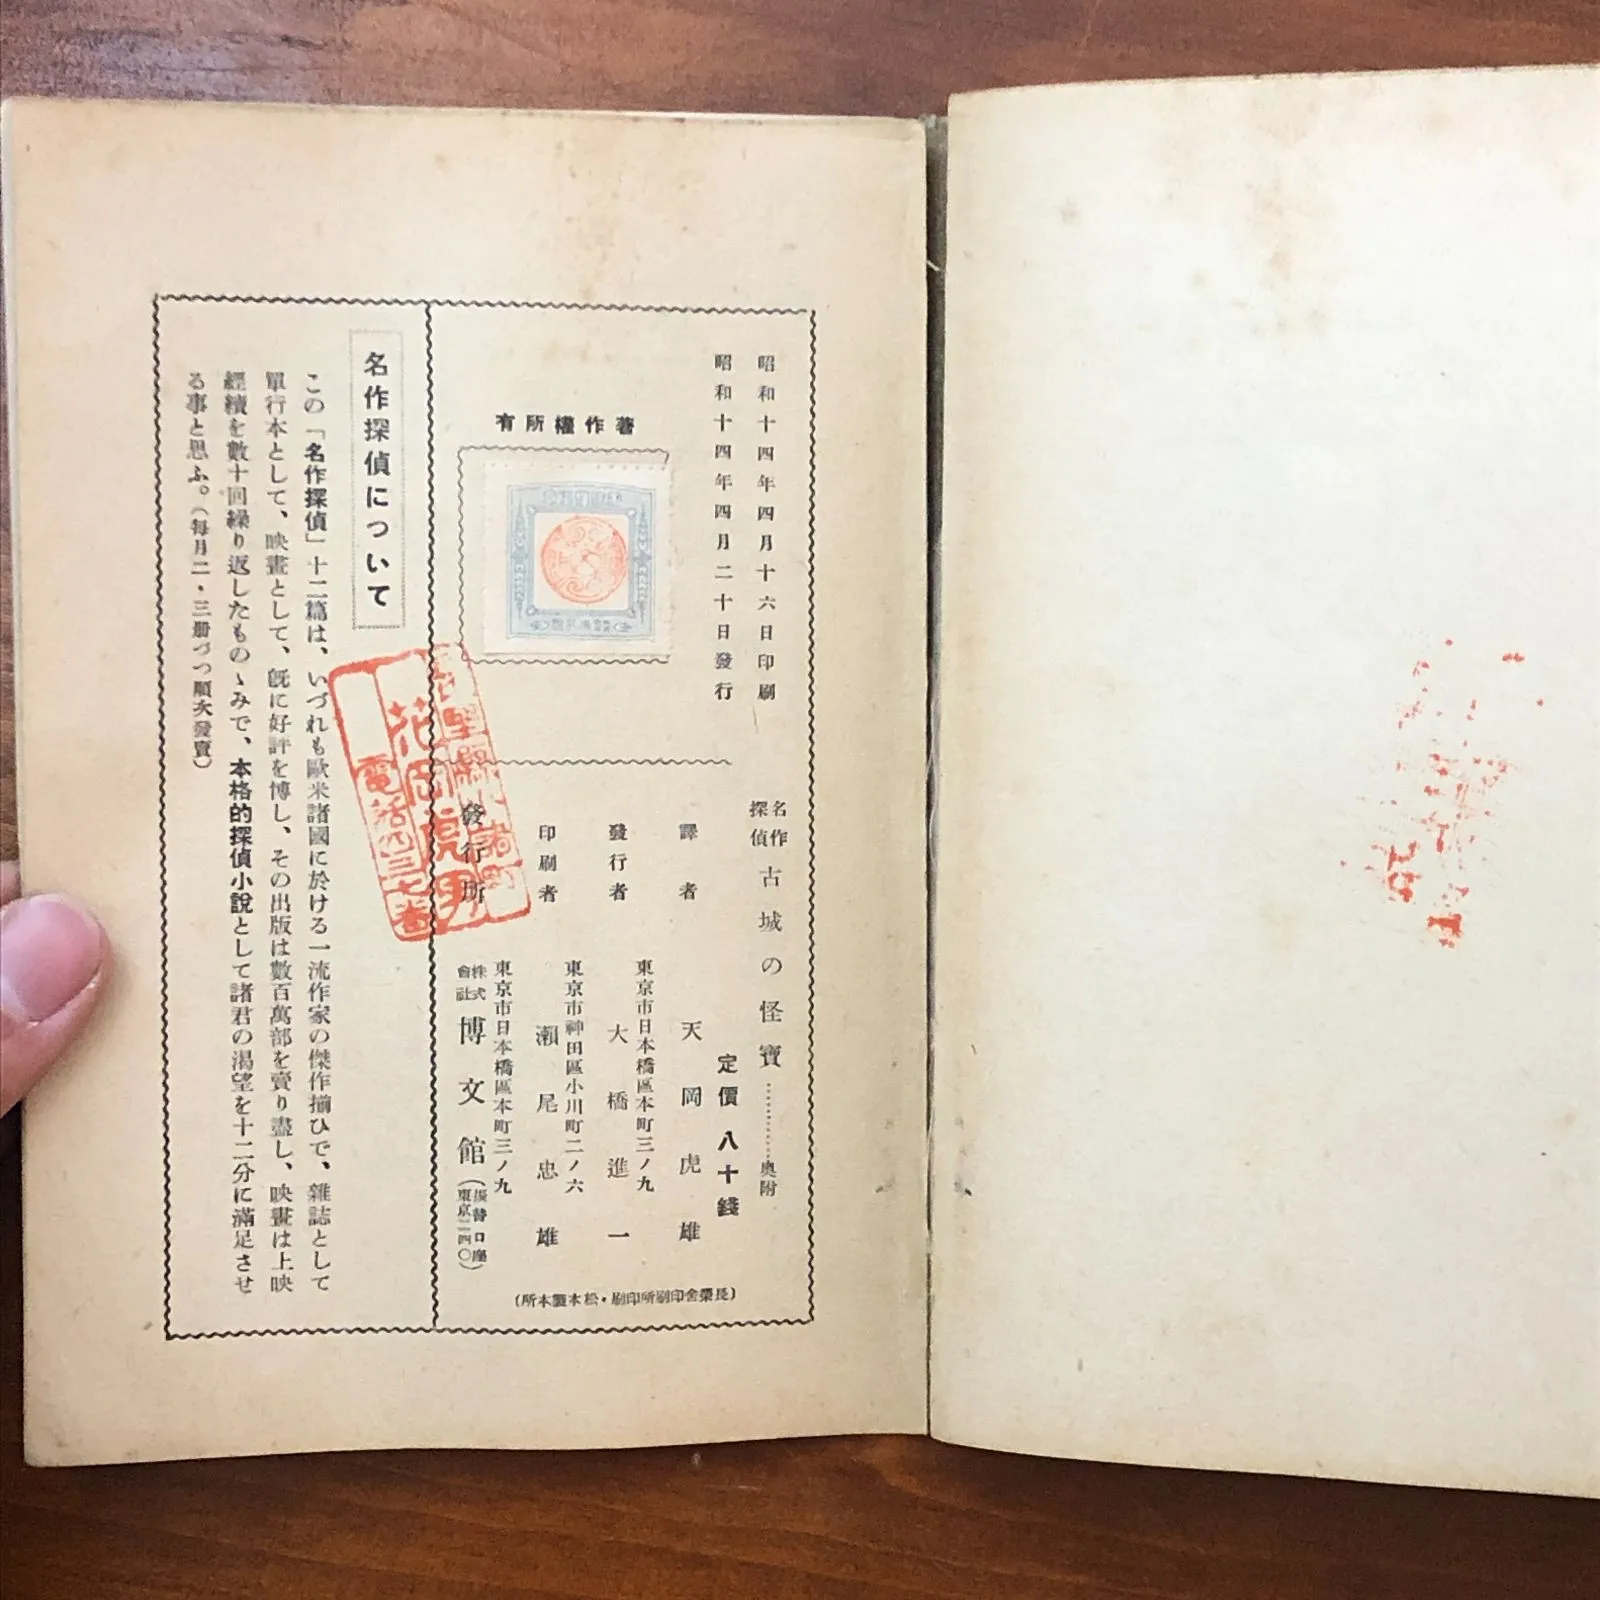 昭和十四年四月十六日印刷
昭和十四年四月二十日發行
有所權作著
名作探偵 古城の怪寶…………奥附
定價 八十錢
譯者 天岡虎雄
東京市日本橋區本町三ノ九
發行者 大橋進一
東京市神田區小川町二ノ六
印刷者 瀨尾忠雄
東京市日本橋區本町三ノ九
發行所 株式會社 博文館(振替口座東京二四〇)
(長榮舍印刷所印刷・松本製本所)
名作探偵について
この「名作探偵」十二篇は、いづれも歐米諸國に於ける一流作家の傑作揃ひで、雜誌として
單行本として、映畫として、既に好評を博し、その出版は數百萬部を賣り盡し、映畫は上映
經續を數十回繰り返したものゝみで、本格的探偵小說として諸君の渴望を十二分に滿足させ
る事と思ふ。(每月二・三册づつ順次發賣)
花岡亮男
電話四三七番